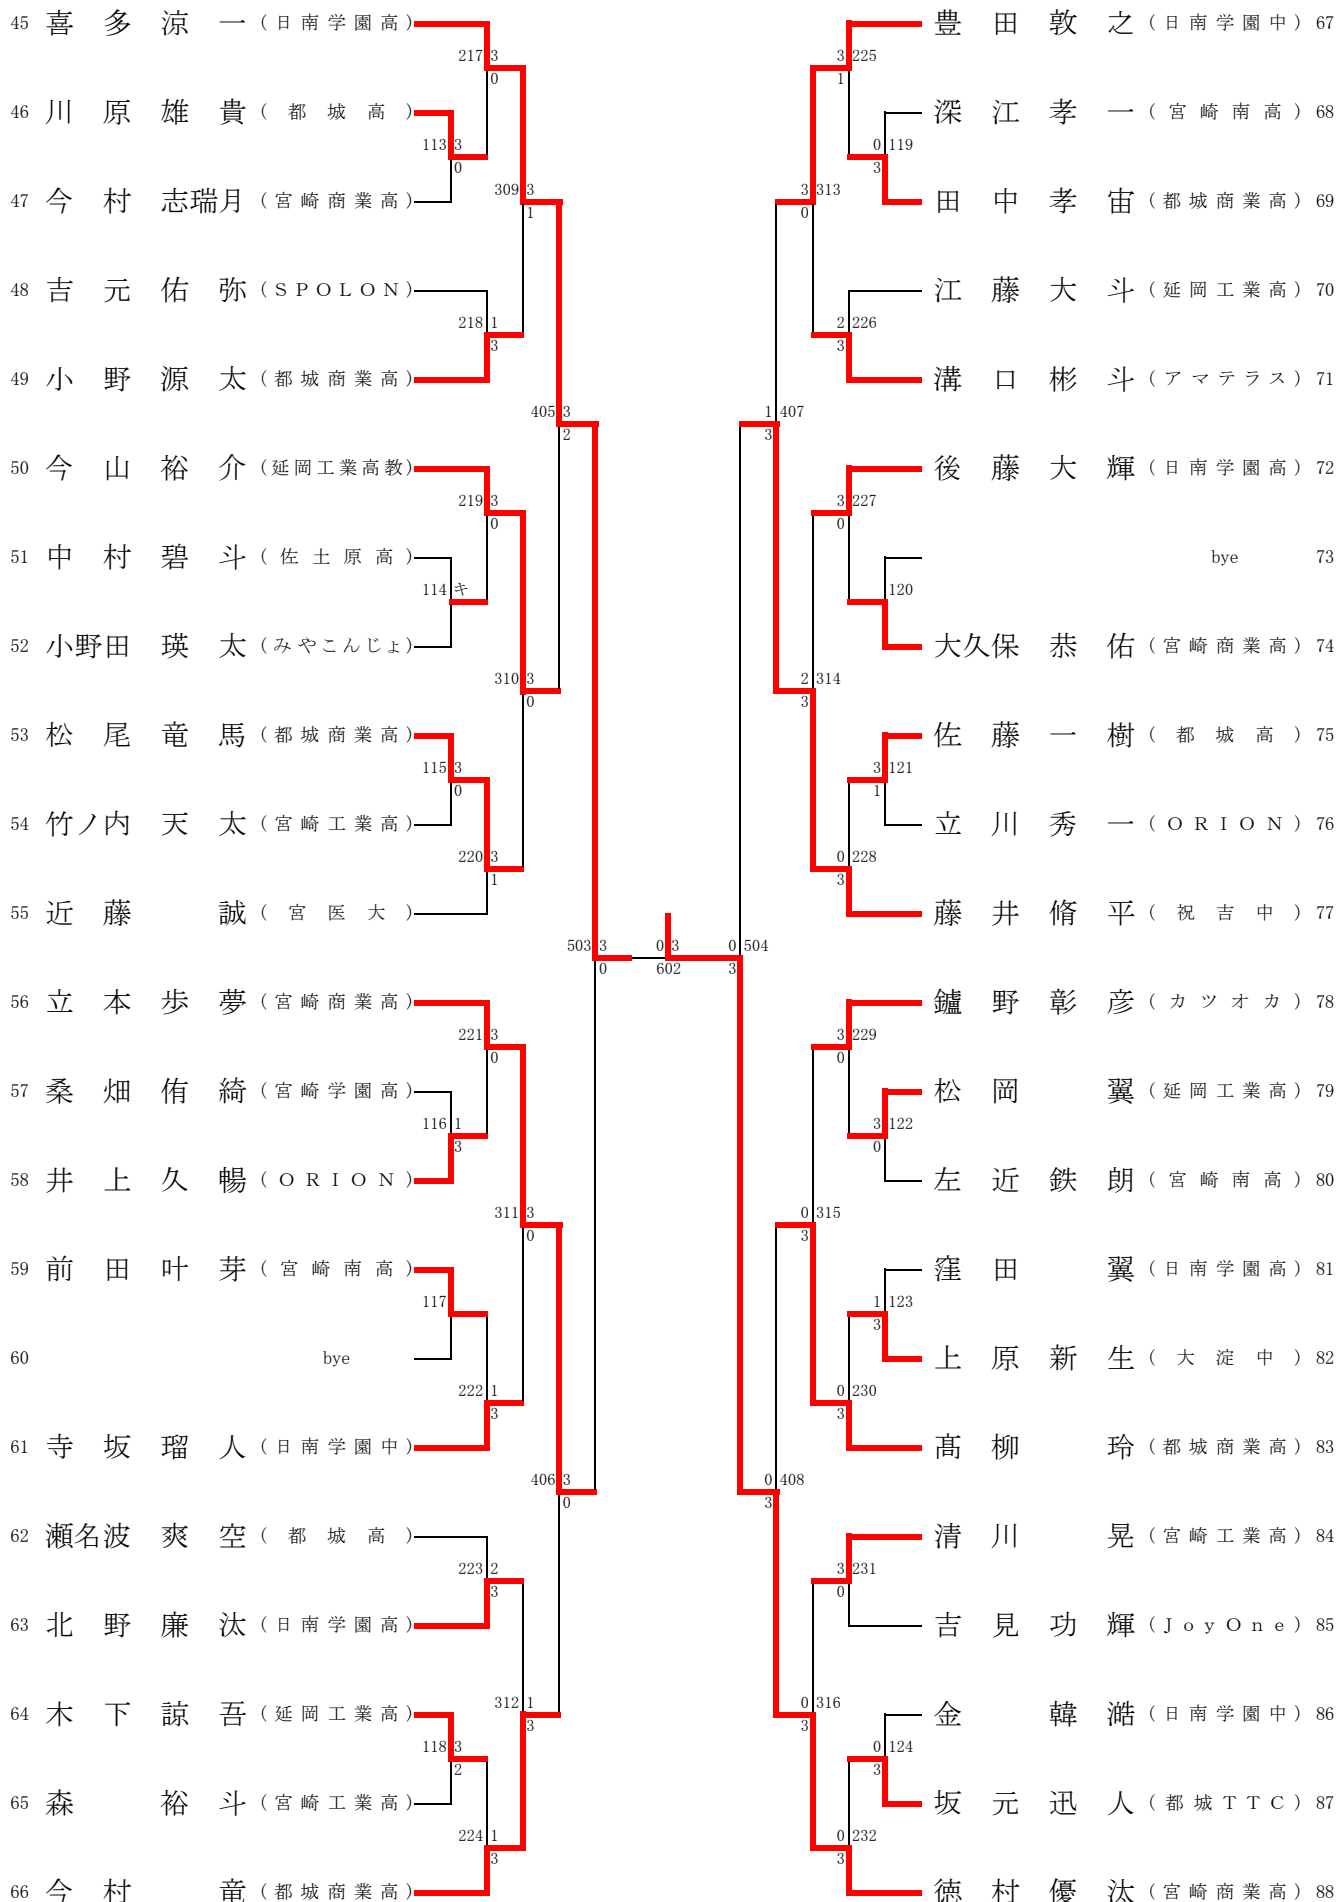 45 喜多涼一 (日南学園高)
217 3
0
46 川原雄貴 (都城高)
113 3
0
47 今村志瑞月 (宮崎商業高)
309 3
1
48 吉元佑弥 (SPOLON)
218 1
3
49 小野源太 (都城商業高)
405 3
2
50 今山裕介 (延岡工業高教)
219 3
0
51 中村碧斗 (佐土原高)
114 キ
52 小野田瑛太 (みやこんじょ)
310 3
0
53 松尾竜馬 (都城商業高)
115 3
0
54 竹ノ内天太 (宮崎工業高)
220 3
1
55 近藤誠 (宮医大)
503 3
0
56 立本歩夢 (宮崎商業高)
221 3
0
57 桑畑侑綺 (宮崎学園高)
116 1
3
58 井上久暢 (ORION)
311 3
0
59 前田叶芽 (宮崎南高)
117
60 bye
222 1
3
61 寺坂瑠人 (日南学園中)
406 3
0
62 瀬名波爽空 (都城高)
223 2
3
63 北野廉汰 (日南学園高)
312 1
3
64 木下諒吾 (延岡工業高)
118 3
2
65 森裕斗 (宮崎工業高)
224 1
3
66 今村竜 (都城商業高)
0 3
602
豊田敦之 (日南学園中) 67
3 225
1
深江孝一 (宮崎南高) 68
0 119
3
田中孝宙 (都城商業高) 69
3 313
0
江藤大斗 (延岡工業高) 70
2 226
3
溝口彬斗 (アマテラス) 71
1 407
3
後藤大輝 (日南学園高) 72
3 227
0
bye 73
120
大久保恭佑 (宮崎商業高) 74
2 314
3
佐藤一樹 (都城高) 75
3 121
1
立川秀一 (ORION) 76
0 228
3
藤井脩平 (祝吉中) 77
0 504
3
鑪野彰彦 (カツオカ) 78
3 229
0
松岡翼 (延岡工業高) 79
3 122
0
左近鉄朗 (宮崎南高) 80
0 315
3
窪田翼 (日南学園高) 81
1 123
3
上原新生 (大淀中) 82
0 230
3
髙柳玲 (都城商業高) 83
0 408
3
清川晃 (宮崎工業高) 84
3 231
0
吉見功輝 (JoyOne) 85
0 316
3
金韓澔 (日南学園中) 86
0 124
3
坂元迅人 (都城TTC) 87
0 232
3
徳村優汰 (宮崎商業高) 88